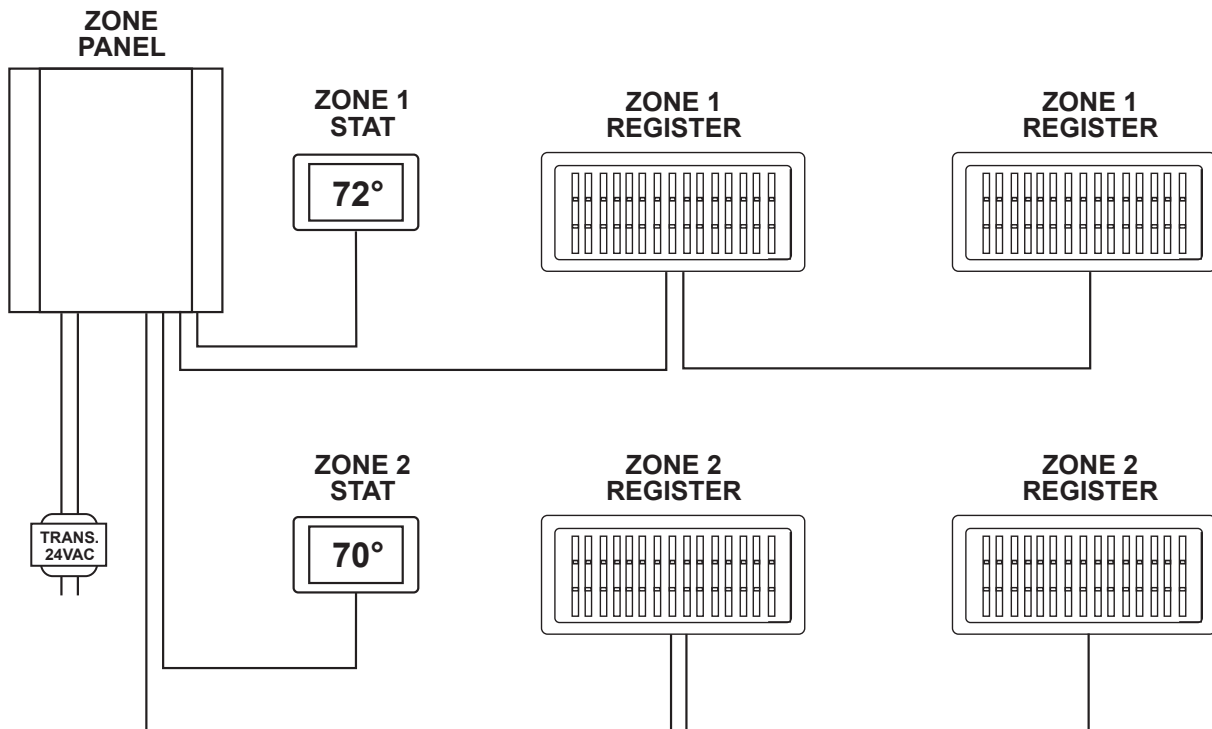 ZONE
PANEL
ZONE 1
STAT
ZONE 1
REGISTER
ZONE 1
REGISTER
72°
ZONE 2
STAT
ZONE 2
REGISTER
ZONE 2
REGISTER
TRANS.
24VAC
70°